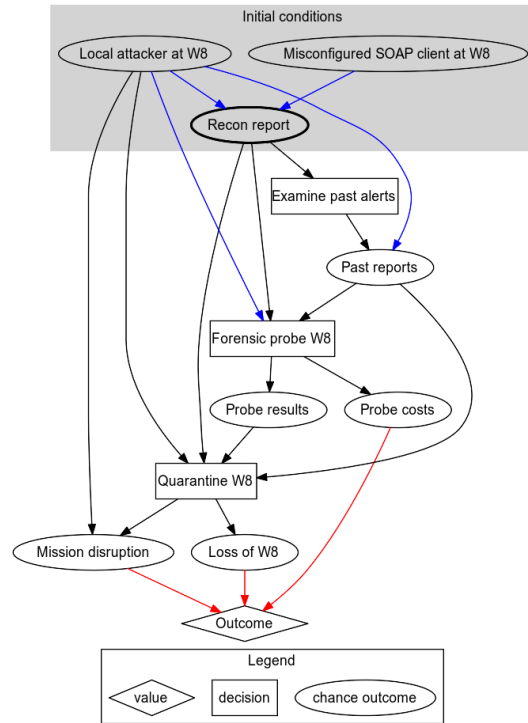 Initial conditions
Local attacker at W8
Misconfigured SOAP client at W8
Recon report
Examine past alerts
Past reports
Forensic probe W8
Probe results
Probe costs
Quarantine W8
Mission disruption
Loss of W8
Outcome
Legend
value
decision
chance outcome